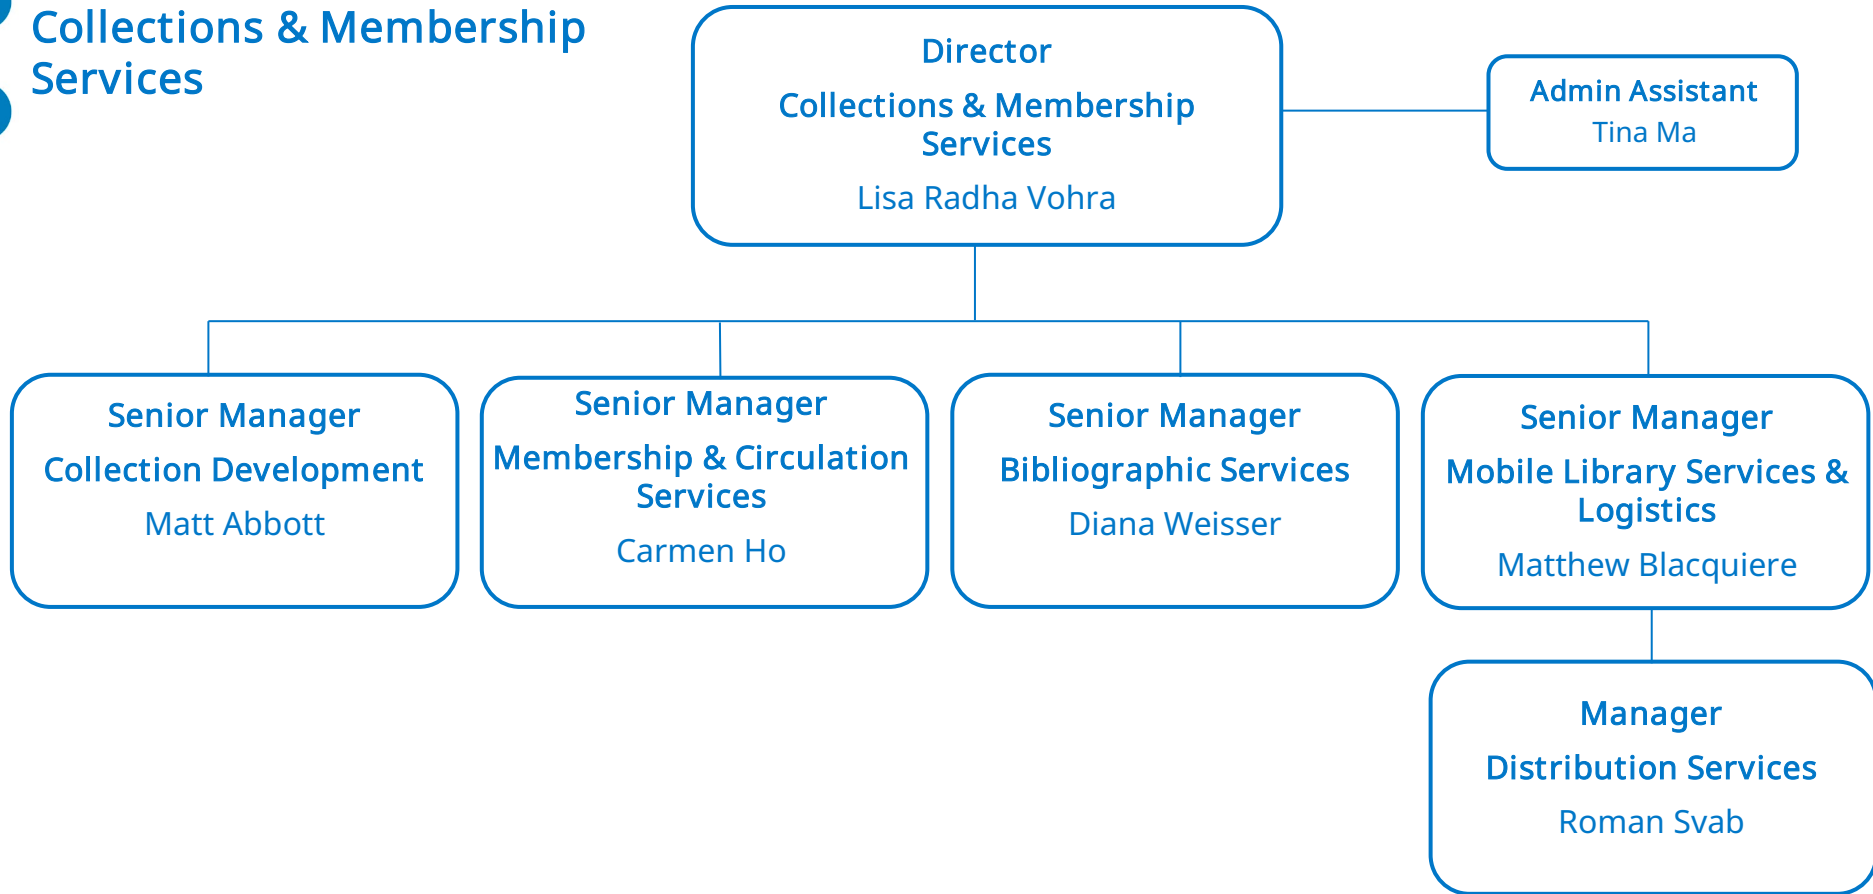 Collections & Membership
Services
Director
Collections & Membership
Services
Lisa Radha Vohra
Admin Assistant
Tina Ma
Senior Manager
Collection Development
Matt Abbott
Senior Manager
Membership & Circulation
Services
Carmen Ho
Senior Manager
Bibliographic Services
Diana Weisser
Senior Manager
Mobile Library Services &
Logistics
Matthew Blacquiere
Manager
Distribution Services
Roman Svab